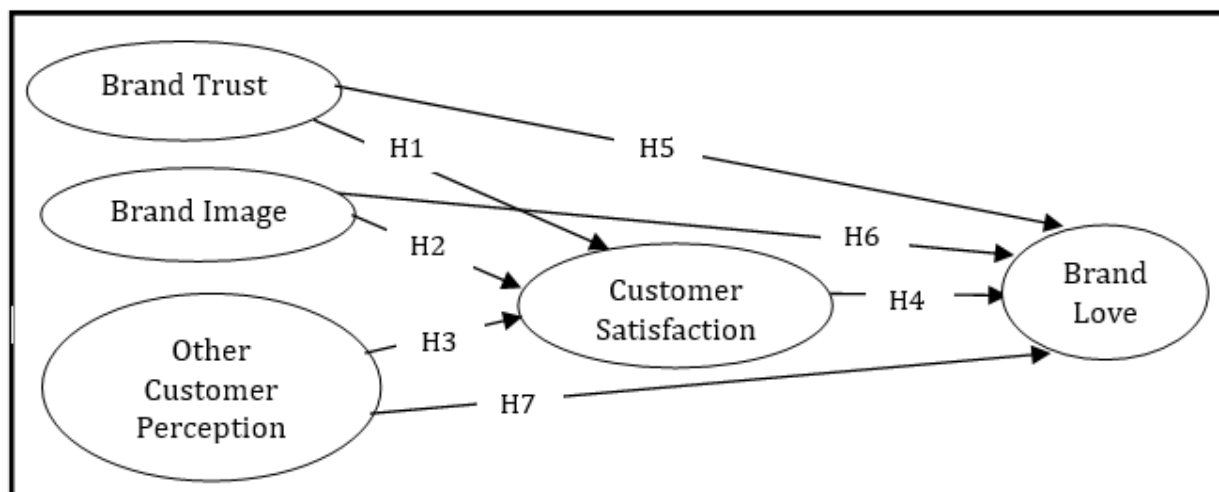 Brand Trust
H1
H5
Brand Image
H2
H6
Customer
Satisfaction
H4
Brand
Love
H3
Other
Customer
Perception
H7